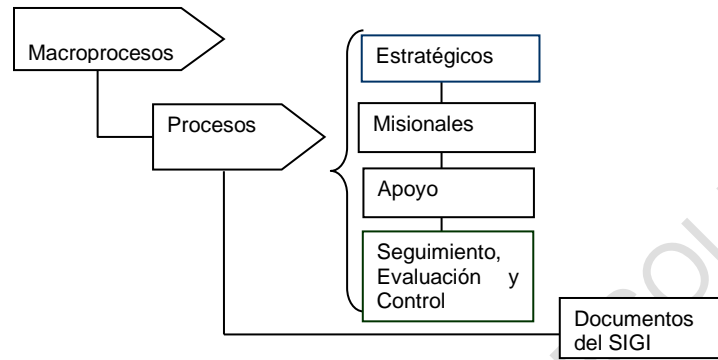 Macroprocesos
Procesos
Estratégicos
Misionales
Apoyo
Seguimiento,
Evaluación y
Control
Documentos
del SIGI